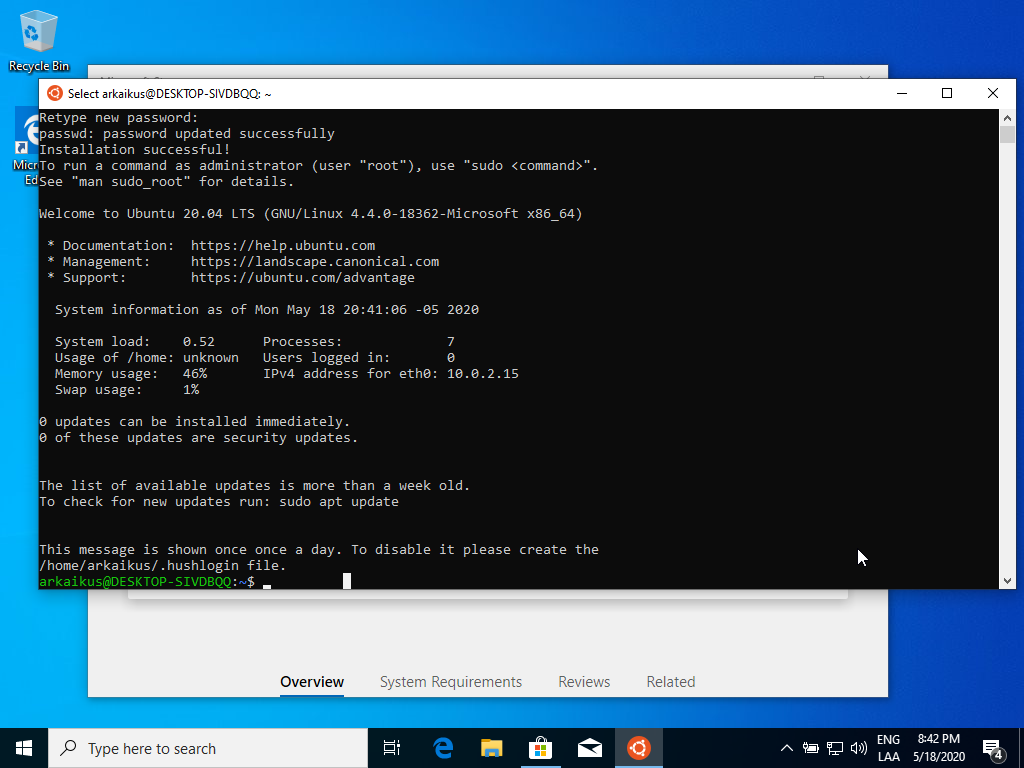 Recycle Bin
Select arkaikus@DESKTOP-SIVDBQQ: ~
Retype new password:
passwd: password updated successfully
Installation successful!
To run a command as administrator (user "root"), use "sudo <command>".
See "man sudo_root" for details.
Welcome to Ubuntu 20.04 LTS (GNU/Linux 4.4.0-18362-Microsoft x86_64)
* Documentation: https://help.ubuntu.com
* Management: https://landscape.canonical.com
* Support: https://ubuntu.com/advantage
System information as of Mon May 18 20:41:06 -05 2020
System load: 0.52 Processes: 7
Usage of /home: unknown Users logged in: 0
Memory usage: 46% IPv4 address for eth0: 10.0.2.15
Swap usage: 1%
0 updates can be installed immediately.
0 of these updates are security updates.
The list of available updates is more than a week old.
To check for new updates run: sudo apt update
This message is shown once once a day. To disable it please create the
/home/arkaikus/.hushlogin file.
arkaikus@DESKTOP-SIVDBQQ:~$
Overview System Requirements Reviews Related
Type here to search
ENG
LAA
8:42 PM
5/18/2020
4